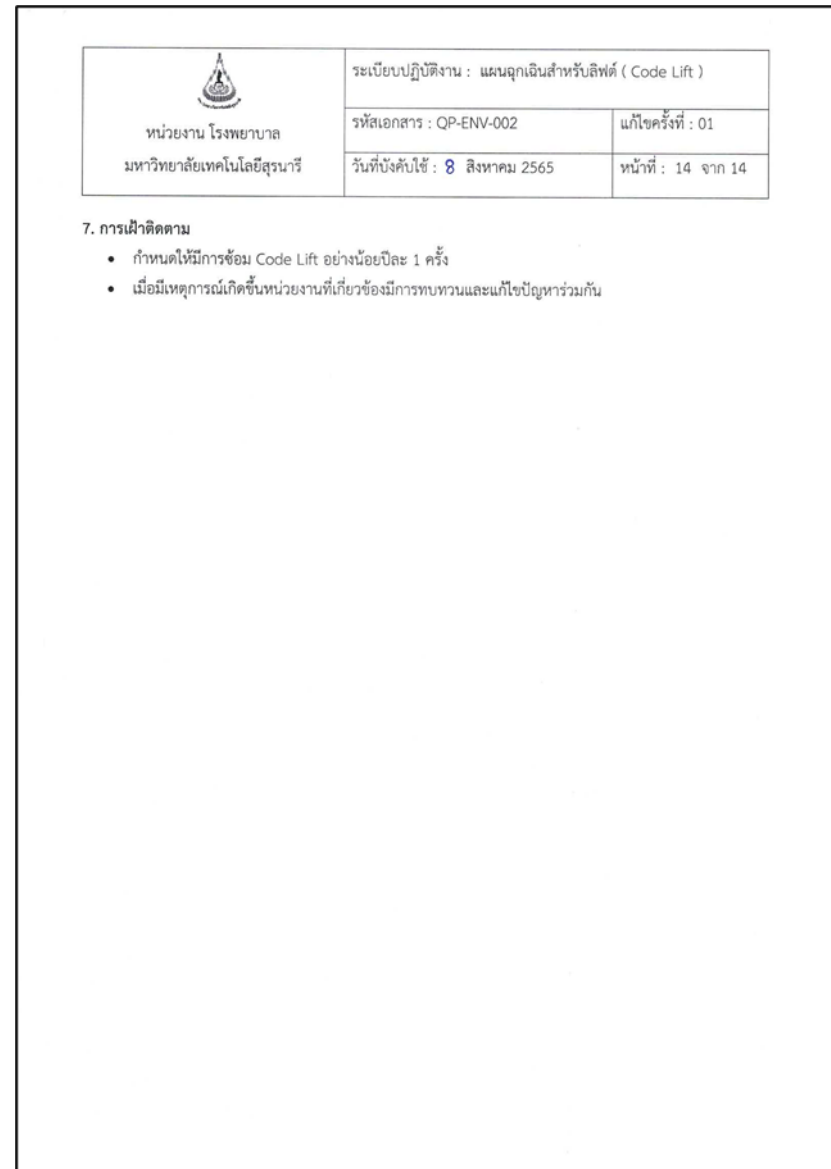 ระเบียบปฏิบัติงาน : แผนฉุกเฉินสำหรับลิฟต์ ( Code Lift )
หน่วยงาน โรงพยาบาล
มหาวิทยาลัยเทคโนโลยีสุรนารี
รหัสเอกสาร : QP-ENV-002
แก้ไขครั้งที่ : 01
วันที่บังคับใช้ : 8 สิงหาคม 2565
หน้าที่ : 14 จาก 14
7. การเฝ้าติดตาม
• กำหนดให้มีการซ้อม Code Lift อย่างน้อยปีละ 1 ครั้ง
• เมื่อมีเหตุการณ์เกิดขึ้นหน่วยงานที่เกี่ยวข้องมีการทบทวนและแก้ไขปัญหาร่วมกัน